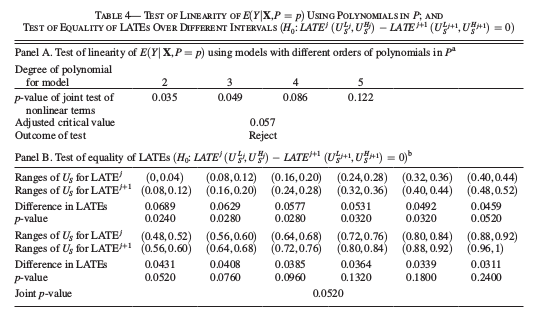 TABLE 4—TEST OF LINEARITY OF E(Y|X,P = p) USING POLYNOMIALS IN P; AND
TEST OF EQUALITY OF LATES OVER DIFFERENT INTERVALS (H₀: LATEʲ (U_S^{L_j}, U_S^{H_j}) − LATEʲ⁺¹ (U_S^{L_{j+1}}, U_S^{H_{j+1}}) = 0)
Panel A. Test of linearity of E(Y|X,P = p) using models with different orders of polynomials in Pᵃ
Degree of polynomial
for model 2 3 4 5
p-value of joint test of 0.035 0.049 0.086 0.122
nonlinear terms
Adjusted critical value 0.057
Outcome of test Reject
Panel B. Test of equality of LATEs (H₀: LATEʲ (U_S^{L_j}, U_S^{H_j}) − LATEʲ⁺¹ (U_S^{L_{j+1}}, U_S^{H_{j+1}}) = 0)ᵇ
Ranges of U_S for LATEʲ (0, 0.04) (0.08, 0.12) (0.16, 0.20) (0.24, 0.28) (0.32, 0.36) (0.40, 0.44)
Ranges of U_S for LATEʲ⁺¹ (0.08, 0.12) (0.16, 0.20) (0.24, 0.28) (0.32, 0.36) (0.40, 0.44) (0.48, 0.52)
Difference in LATEs 0.0689 0.0629 0.0577 0.0531 0.0492 0.0459
p-value 0.0240 0.0280 0.0280 0.0320 0.0320 0.0520
Ranges of U_S for LATEʲ (0.48, 0.52) (0.56, 0.60) (0.64, 0.68) (0.72, 0.76) (0.80, 0.84) (0.88, 0.92)
Ranges of U_S for LATEʲ⁺¹ (0.56, 0.60) (0.64, 0.68) (0.72, 0.76) (0.80, 0.84) (0.88, 0.92) (0.96, 1)
Difference in LATEs 0.0431 0.0408 0.0385 0.0364 0.0339 0.0311
p-value 0.0520 0.0760 0.0960 0.1320 0.1800 0.2400
Joint p-value 0.0520